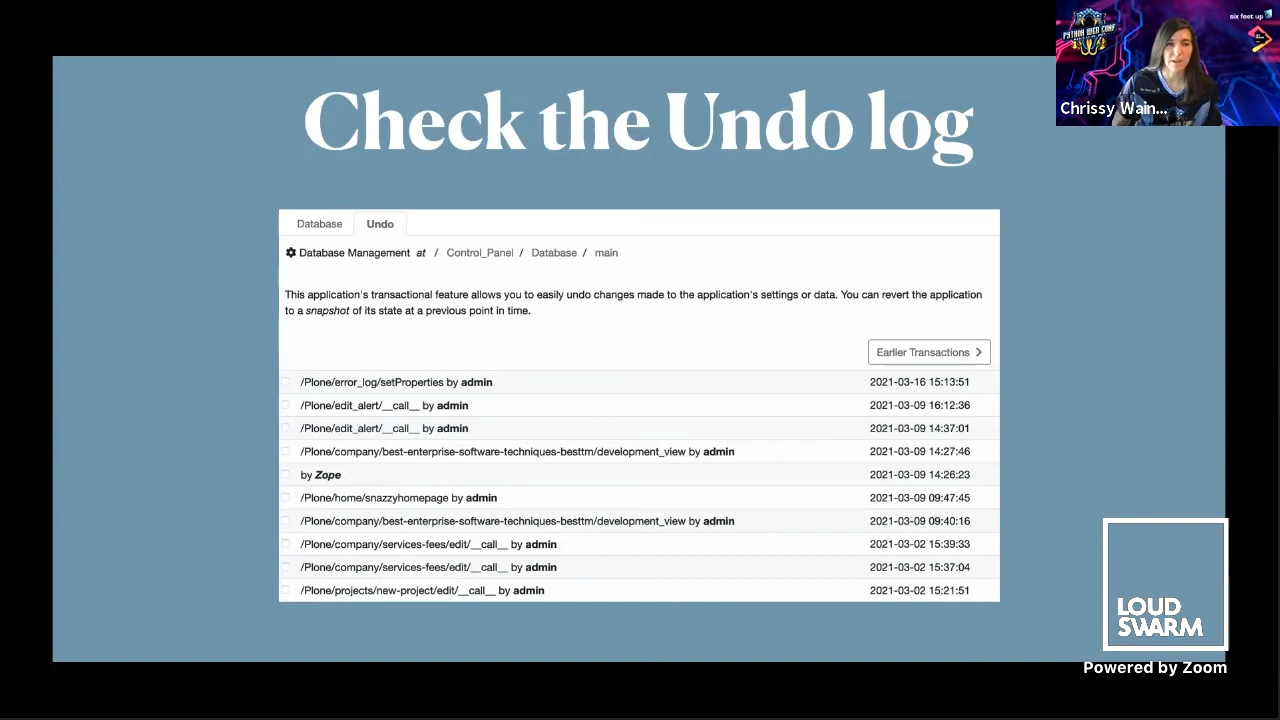 Check the Undo log
PYTHON WEB CONF
six feet up
Chrissy Wain...
Database Undo
Database Management at / Control_Panel / Database / main
This application's transactional feature allows you to easily undo changes made to the application's settings or data. You can revert the application
to a snapshot of its state at a previous point in time.
Earlier Transactions
/Plone/error_log/setProperties by admin 2021-03-16 15:13:51
/Plone/edit_alert/__call__ by admin 2021-03-09 16:12:36
/Plone/edit_alert/__call__ by admin 2021-03-09 14:37:01
/Plone/company/best-enterprise-software-techniques-besttm/development_view by admin 2021-03-09 14:27:46
by Zope 2021-03-09 14:26:23
/Plone/home/snazzyhomepage by admin 2021-03-09 09:47:45
/Plone/company/best-enterprise-software-techniques-besttm/development_view by admin 2021-03-09 09:40:16
/Plone/company/services-fees/edit/__call__ by admin 2021-03-02 15:39:33
/Plone/company/services-fees/edit/__call__ by admin 2021-03-02 15:37:04
/Plone/projects/new-project/edit/__call__ by admin 2021-03-02 15:21:51
LOUD
SWARM
Powered by Zoom